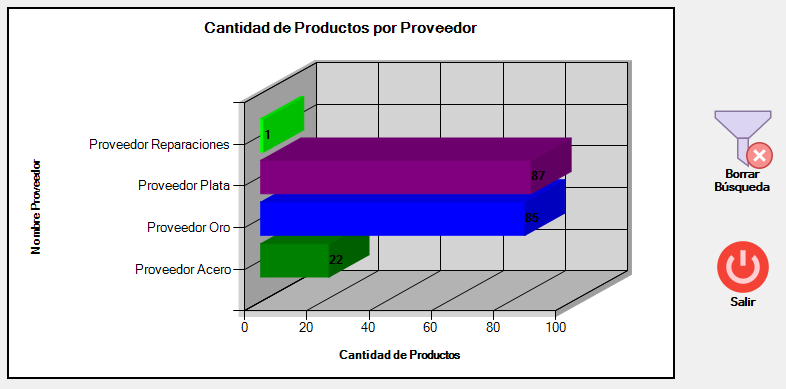 Cantidad de Productos por Proveedor
Nombre Proveedor
Proveedor Reparaciones
1
Proveedor Plata
87
Proveedor Oro
85
Proveedor Acero
22
0 20 40 60 80 100
Cantidad de Productos
Borrar
Búsqueda
Salir